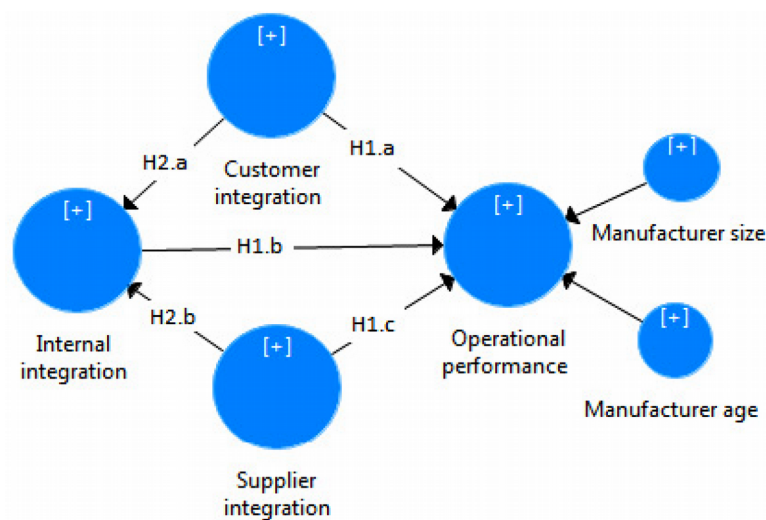 [+]
H2.a
H1.a
Customer
integration
[+]
[+]
[+]
Manufacturer size
H1.b
H2.b
H1.c
Internal
integration
[+]
Operational
performance
[+]
Manufacturer age
Supplier
integration